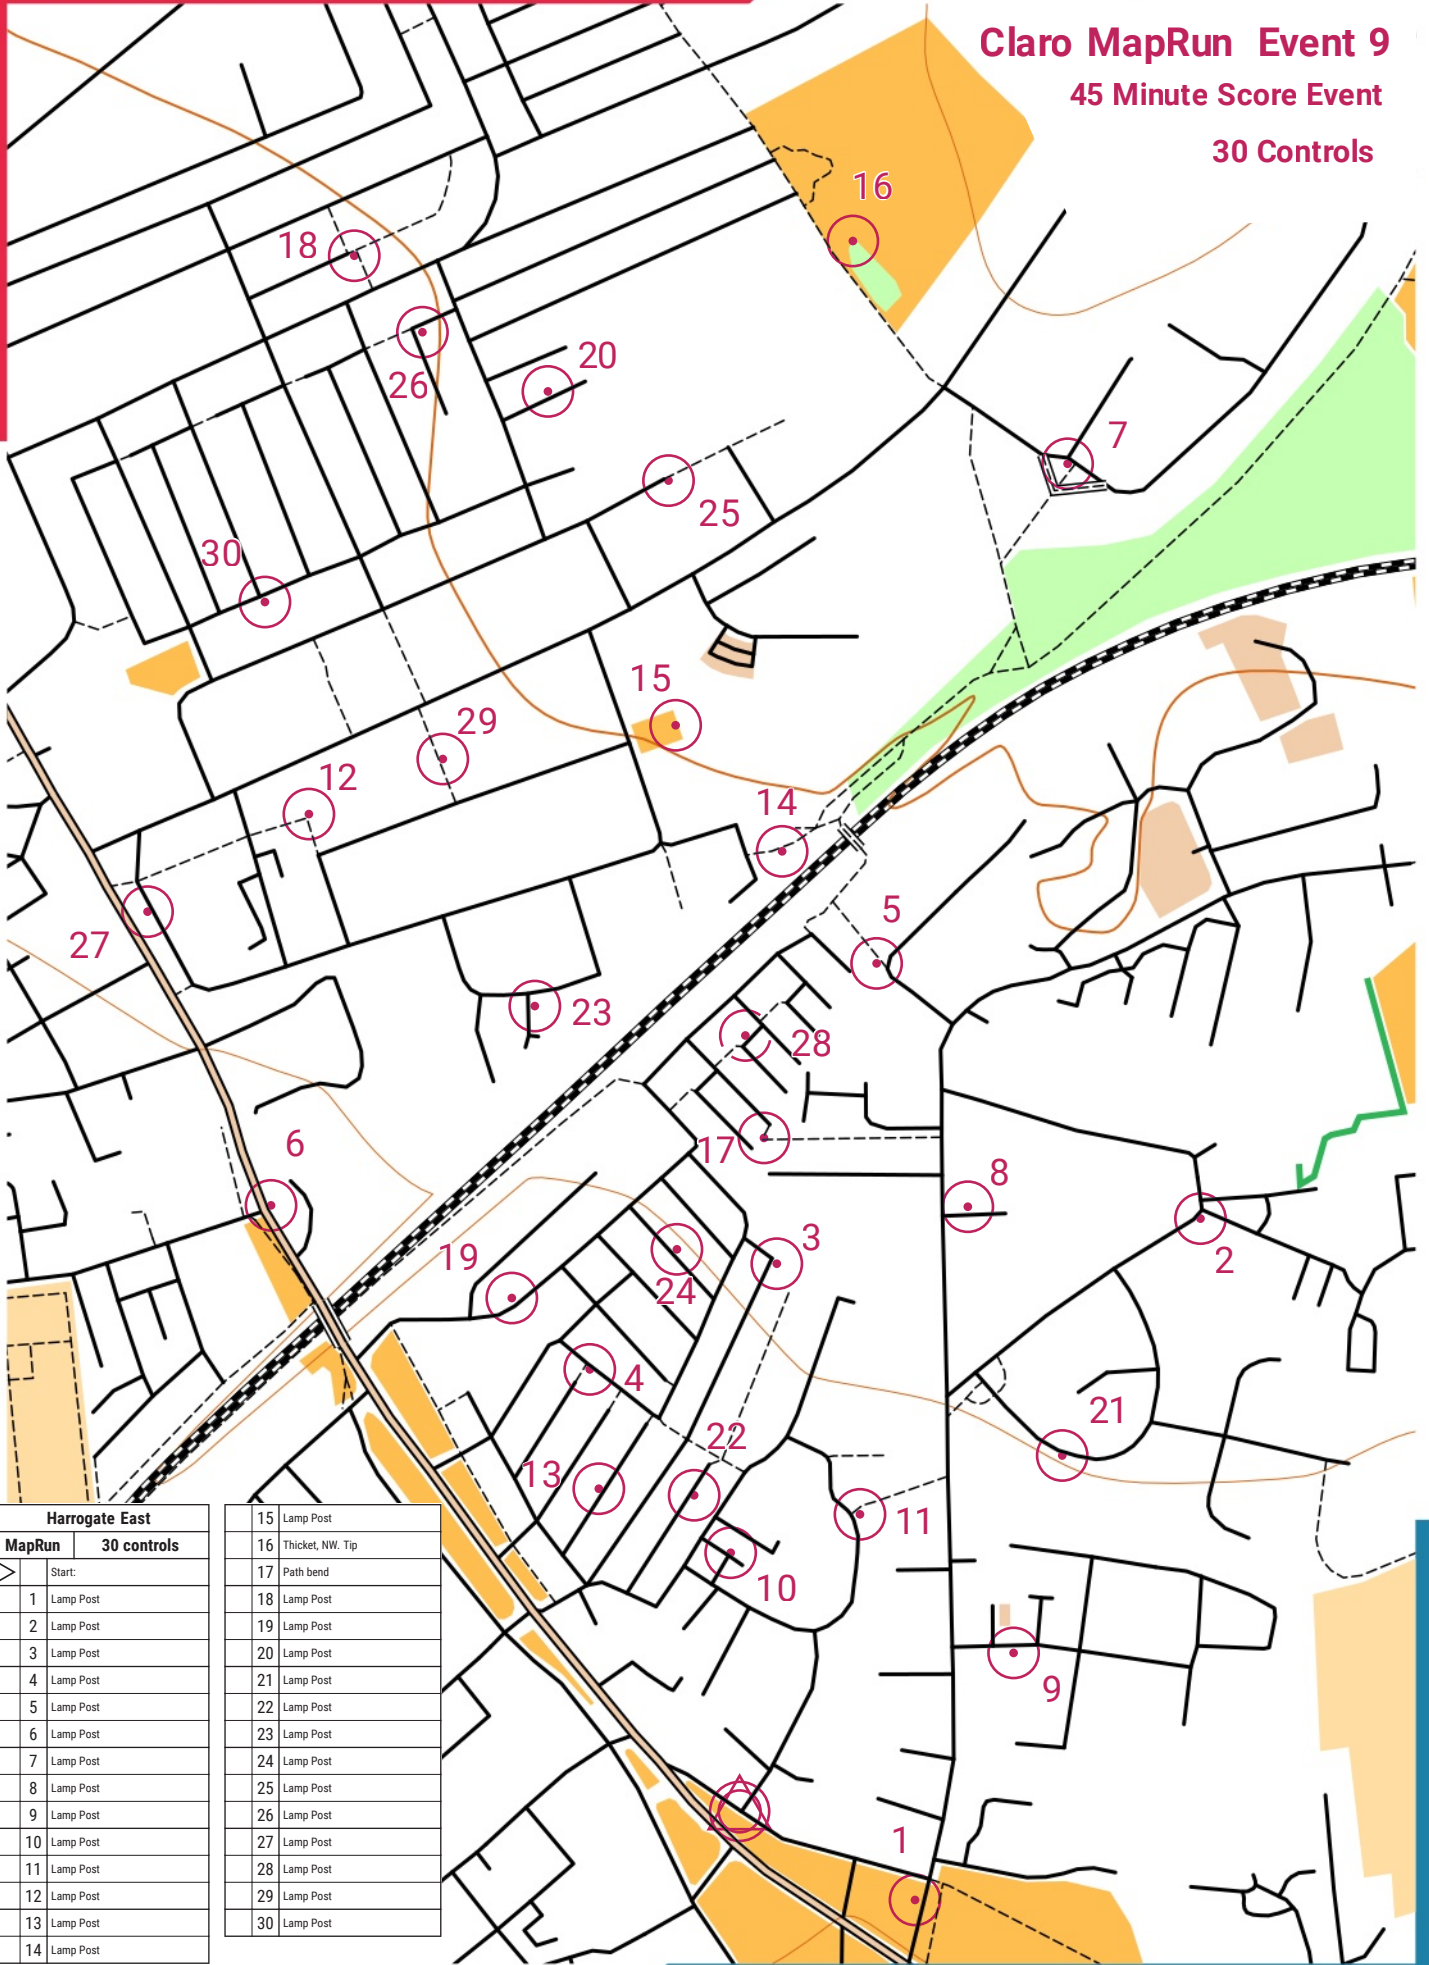 Claro MapRun Event 9
45 Minute Score Event
30 Controls
16
18
20
26
7
25
30
15
29
12
14
5
27
23
28
6
17
8
3
2
19
24
4
21
22
13
11
10
9
1
Harrogate East
MapRun 30 controls
Start:
1 Lamp Post
2 Lamp Post
3 Lamp Post
4 Lamp Post
5 Lamp Post
6 Lamp Post
7 Lamp Post
8 Lamp Post
9 Lamp Post
10 Lamp Post
11 Lamp Post
12 Lamp Post
13 Lamp Post
14 Lamp Post
15 Lamp Post
16 Thicket, NW. Tip
17 Path bend
18 Lamp Post
19 Lamp Post
20 Lamp Post
21 Lamp Post
22 Lamp Post
23 Lamp Post
24 Lamp Post
25 Lamp Post
26 Lamp Post
27 Lamp Post
28 Lamp Post
29 Lamp Post
30 Lamp Post